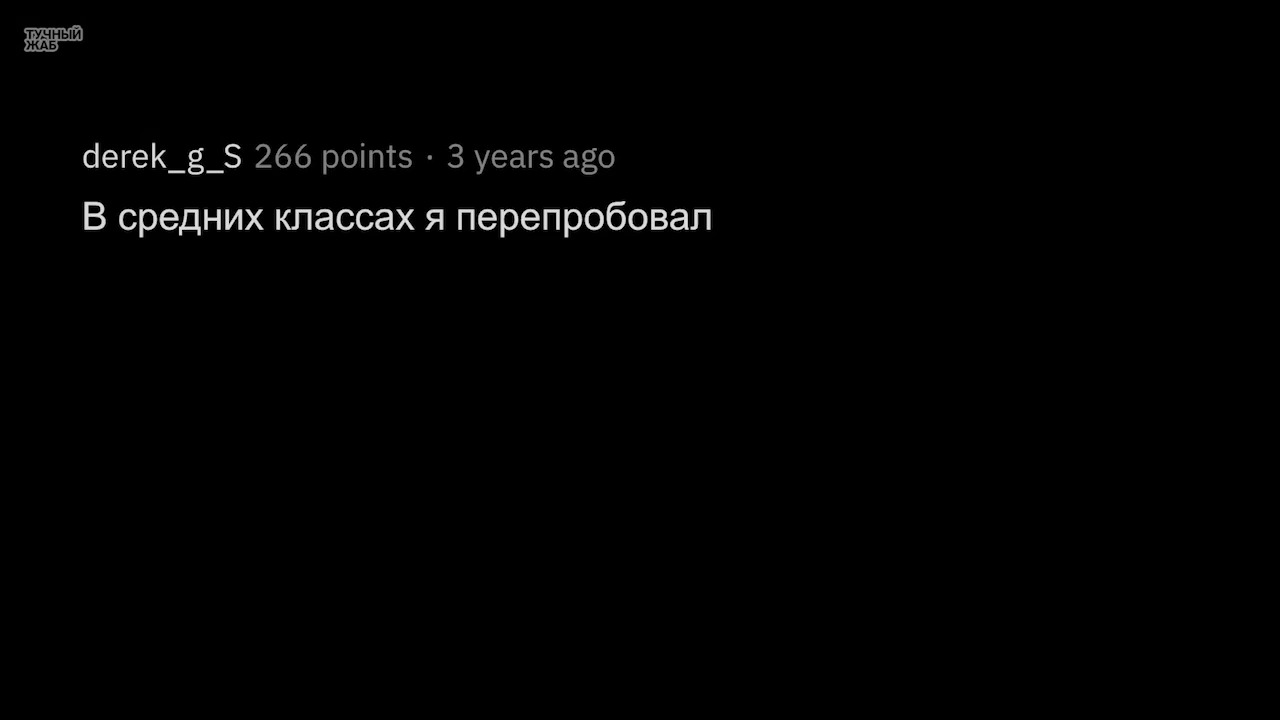 ТУЧНЫЙ
ЖАБ
derek_g_S 266 points · 3 years ago
В средних классах я перепробовал